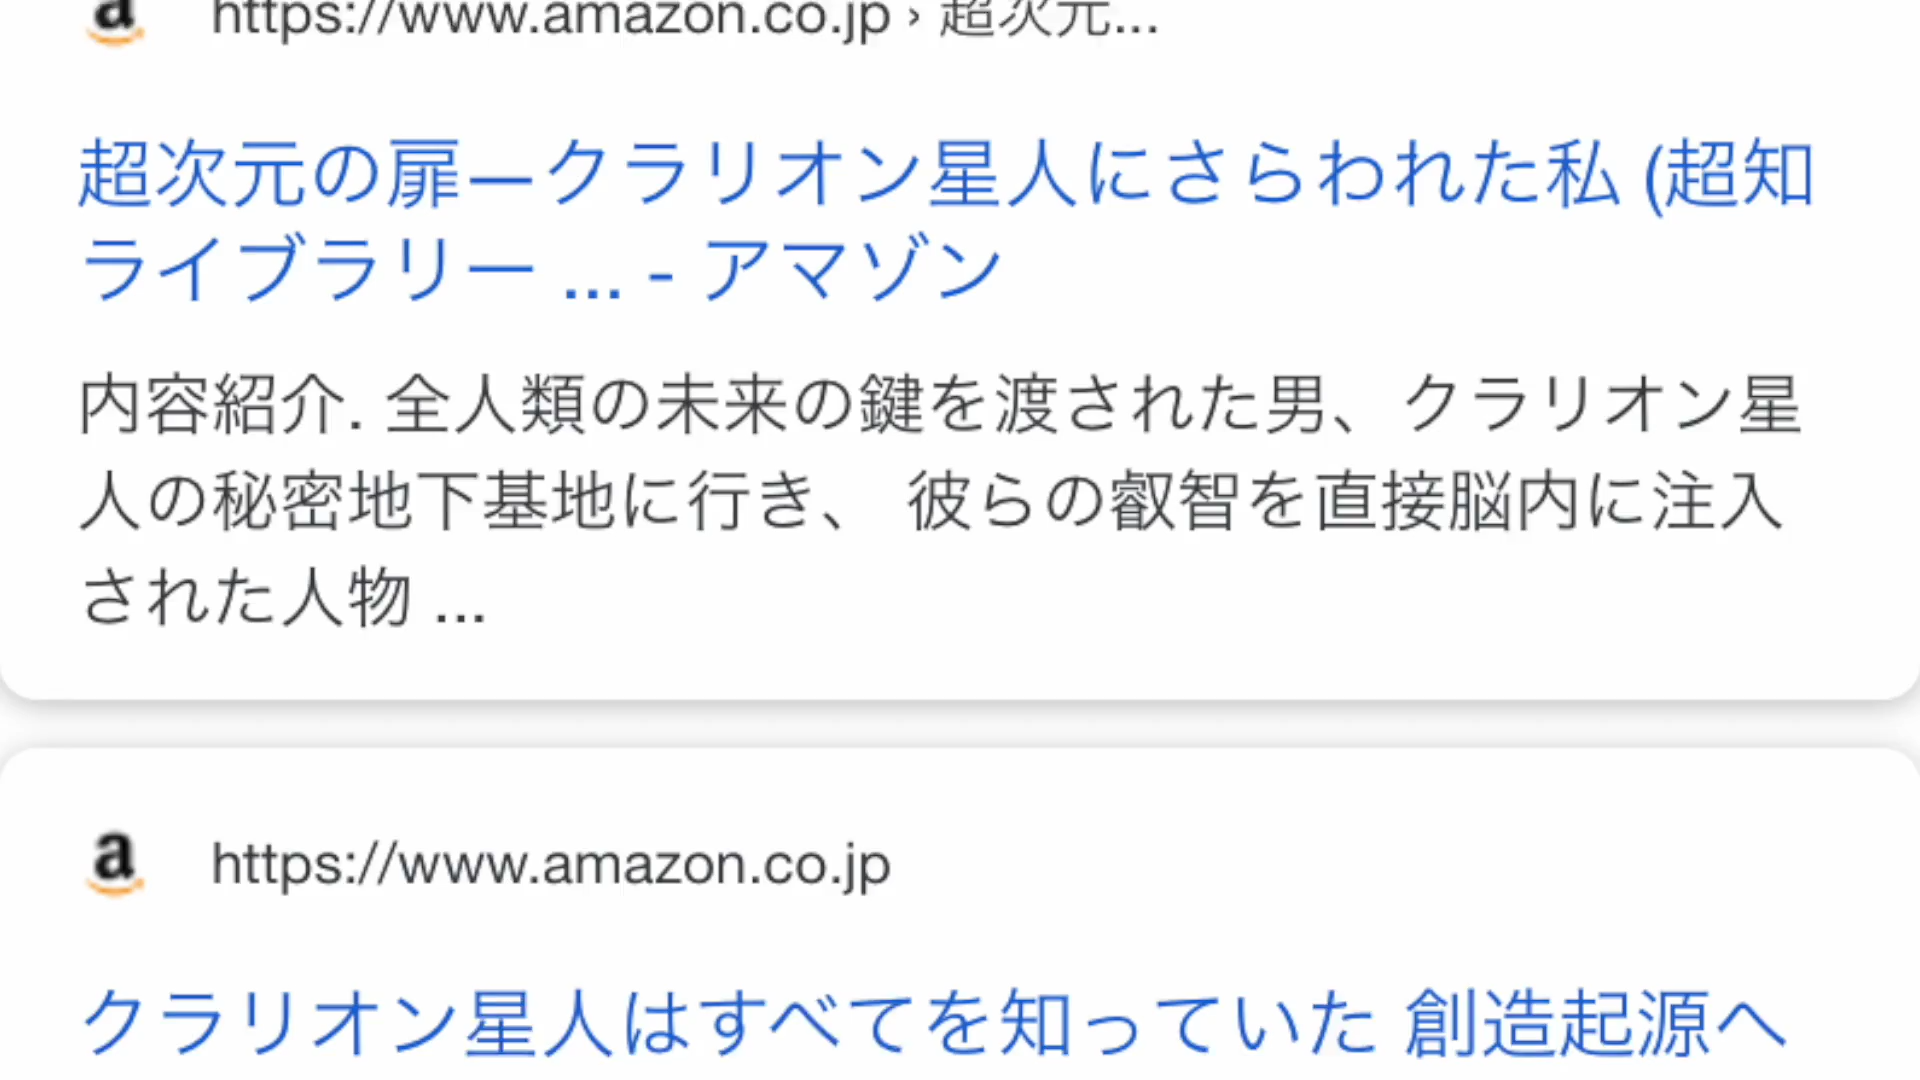 https://www.amazon.co.jp › 超次元...
超次元の扉—クラリオン星人にさらわれた私 (超知
ライブラリー ... - アマゾン
内容紹介. 全人類の未来の鍵を渡された男、クラリオン星
人の秘密地下基地に行き、 彼らの叡智を直接脳内に注入
された人物 ...
https://www.amazon.co.jp
クラリオン星人はすべてを知っていた 創造起源へ